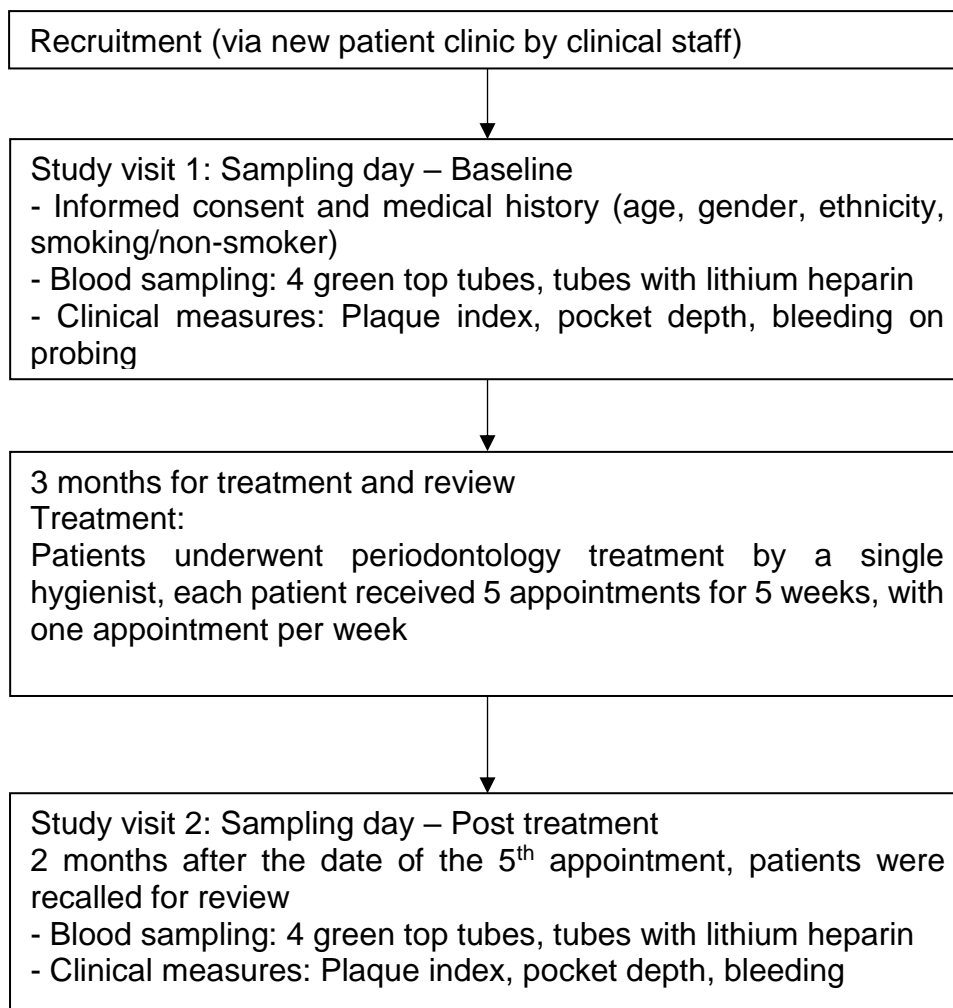 Recruitment (via new patient clinic by clinical staff)
Study visit 1: Sampling day – Baseline
- Informed consent and medical history (age, gender, ethnicity,
smoking/non-smoker)
- Blood sampling: 4 green top tubes, tubes with lithium heparin
- Clinical measures: Plaque index, pocket depth, bleeding on
probing
3 months for treatment and review
Treatment:
Patients underwent periodontology treatment by a single
hygienist, each patient received 5 appointments for 5 weeks, with
one appointment per week
Study visit 2: Sampling day – Post treatment
2 months after the date of the 5th appointment, patients were
recalled for review
- Blood sampling: 4 green top tubes, tubes with lithium heparin
- Clinical measures: Plaque index, pocket depth, bleeding